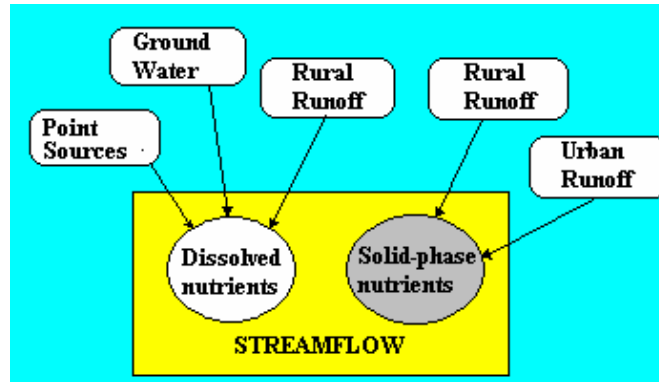 Ground
Water
Rural
Runoff
Rural
Runoff
Point
Sources
Urban
Runoff
Dissolved
nutrients
Solid-phase
nutrients
STREAMFLOW